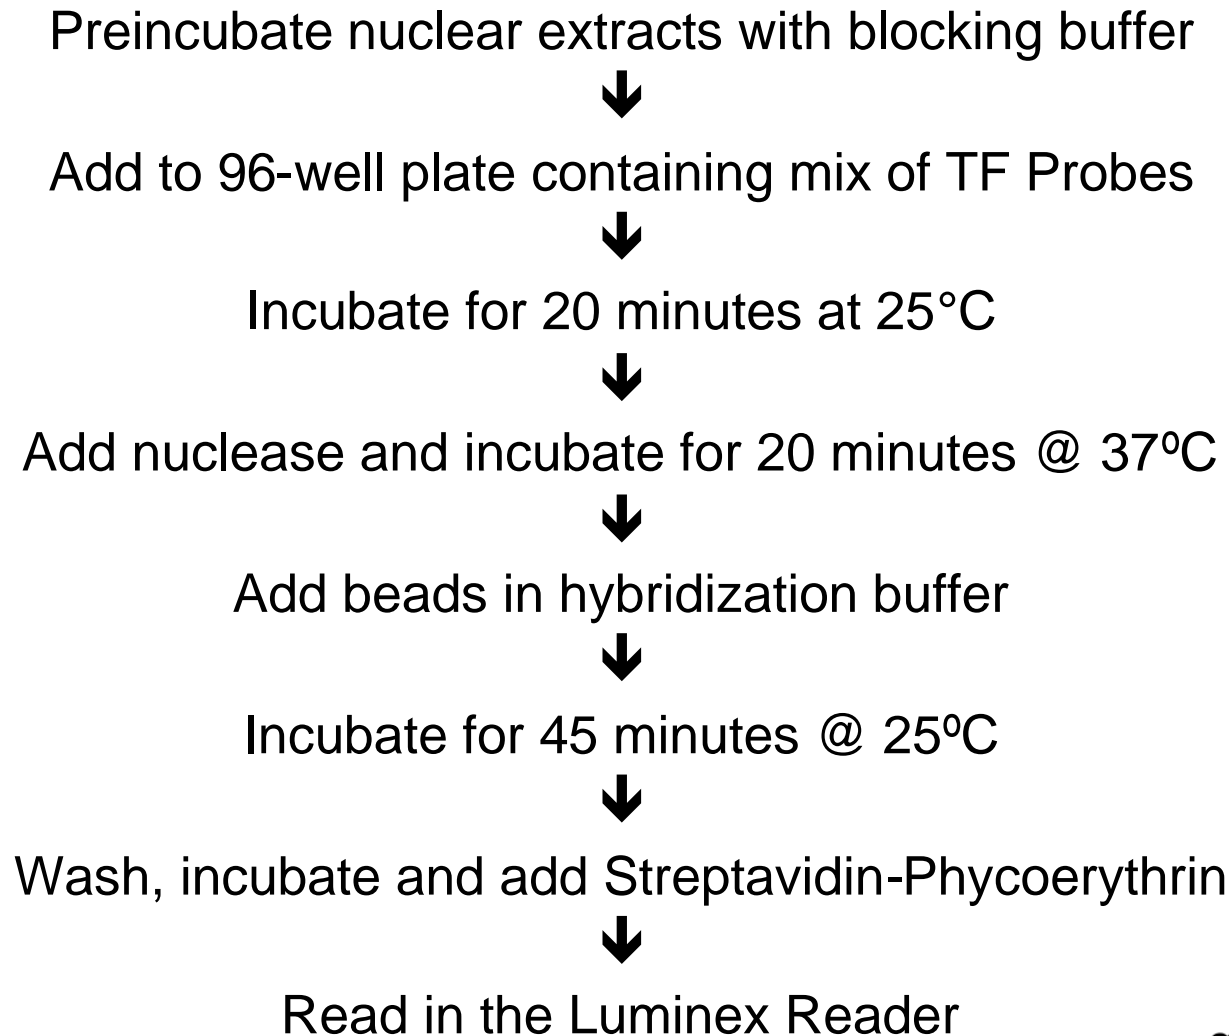 Preincubate nuclear extracts with blocking buffer
Add to 96-well plate containing mix of TF Probes
Incubate for 20 minutes at 25°C
Add nuclease and incubate for 20 minutes @ 37ºC
Add beads in hybridization buffer
Incubate for 45 minutes @ 25ºC
Wash, incubate and add Streptavidin-Phycoerythrin
Read in the Luminex Reader